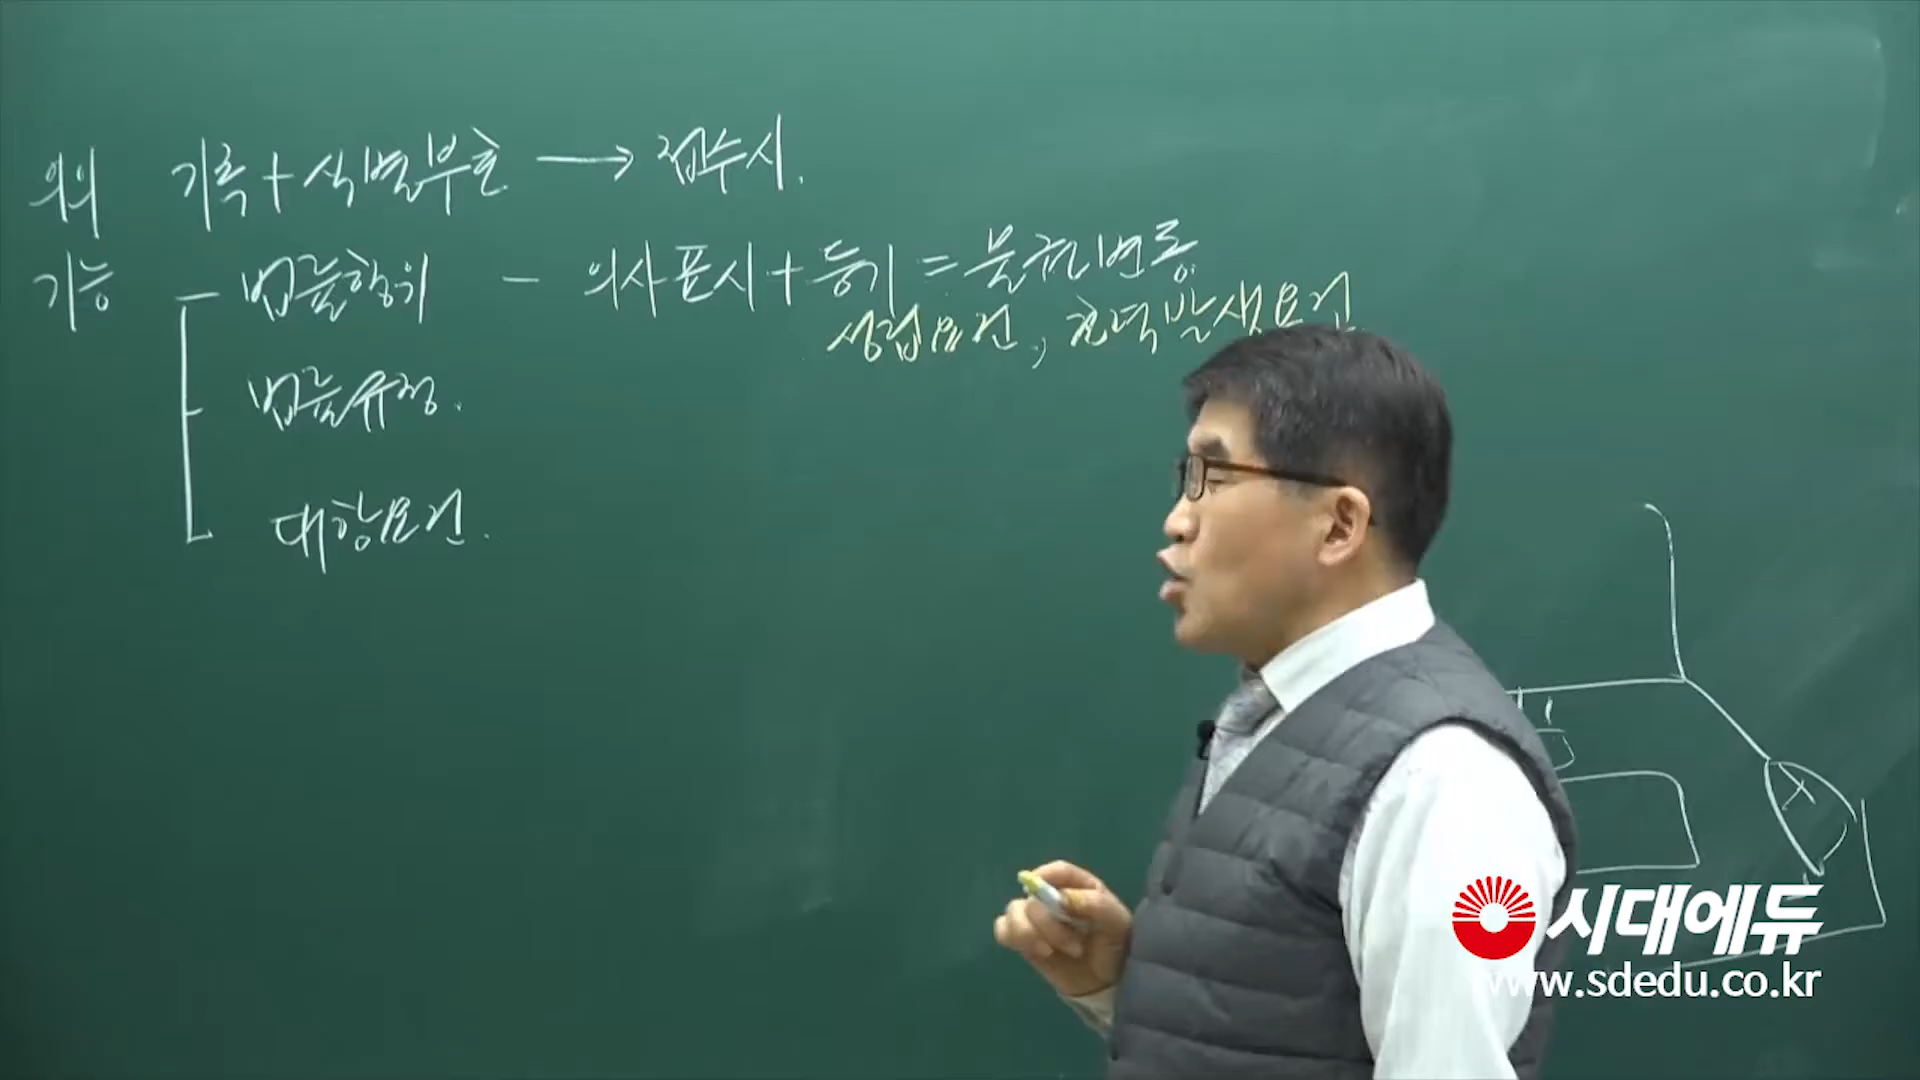 의의 기록+식별부호 → 접수시.
기능 - 법률행위 - 의사표시+등기=물권변동
성립요건, 효력발생요건
법률규정.
대항요건.
시대에듀
www.sdedu.co.kr